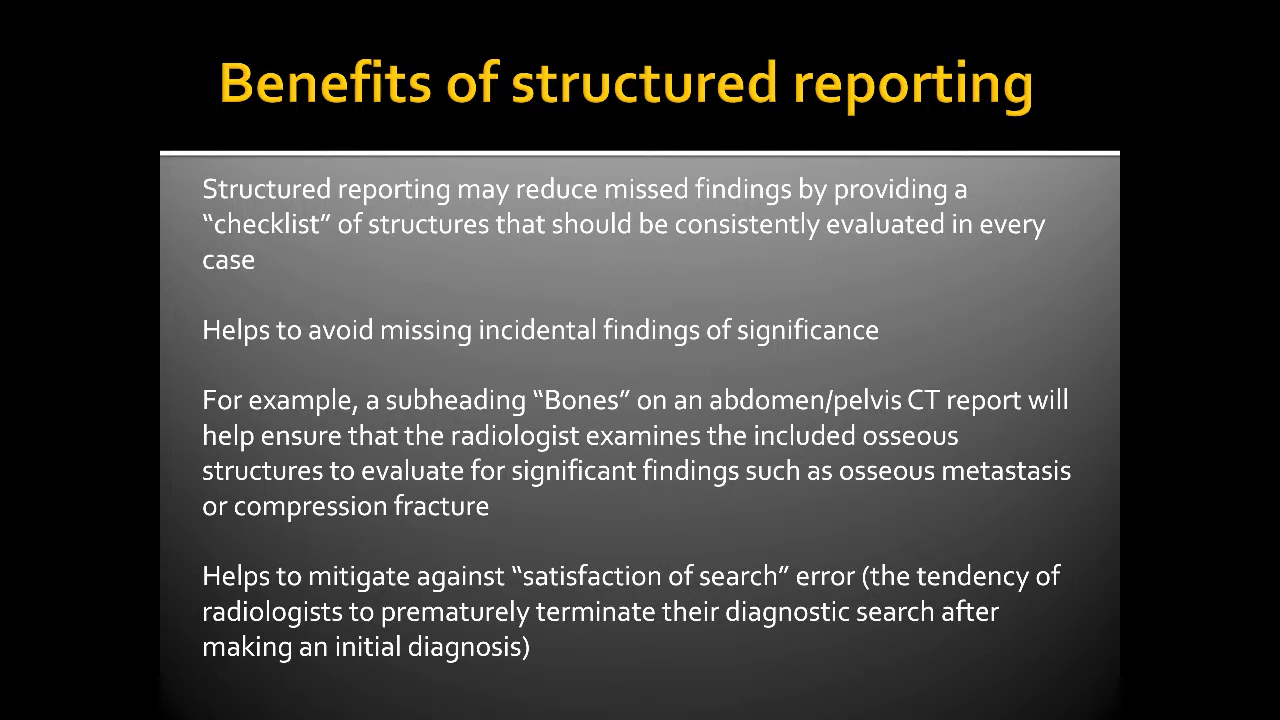 Benefits of structured reporting
Structured reporting may reduce missed findings by providing a
“checklist” of structures that should be consistently evaluated in every
case
Helps to avoid missing incidental findings of significance
For example, a subheading “Bones” on an abdomen/pelvis CT report will
help ensure that the radiologist examines the included osseous
structures to evaluate for significant findings such as osseous metastasis
or compression fracture
Helps to mitigate against “satisfaction of search” error (the tendency of
radiologists to prematurely terminate their diagnostic search after
making an initial diagnosis)